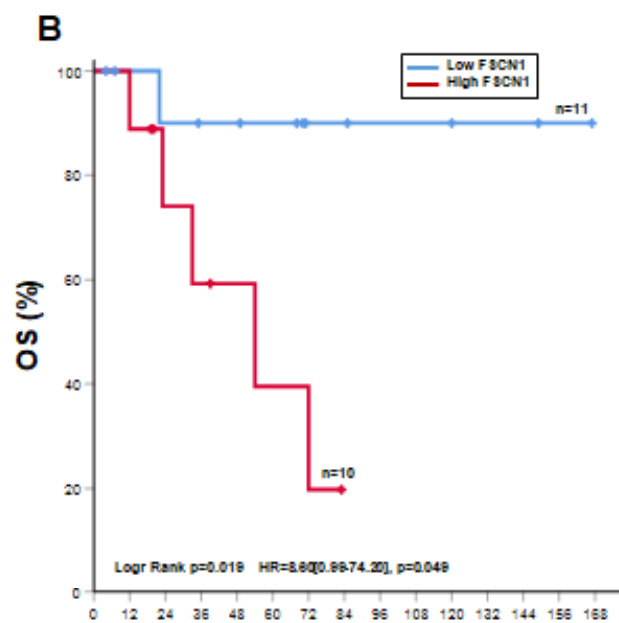 B
Low FSCN1
High FSCN1
n=11
100
80
60
40
20
0
OS (%)
n=10
Logr Rank p=0.019 HR=8.60[0.99-74.20], p=0.049
0 12 24 36 48 60 72 84 96 108 120 132 144 156 168